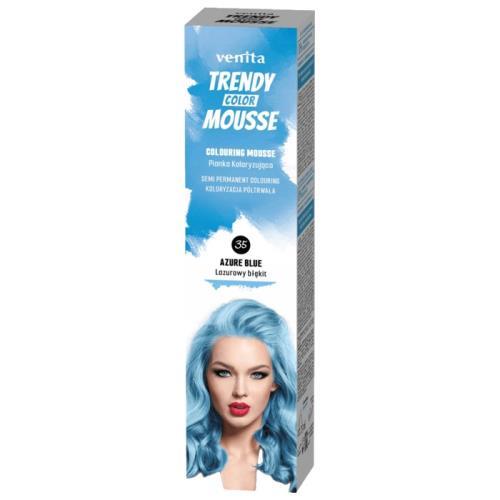 venita
TRENDY
COLOR
MOUSSE
COLOURING MOUSSE
Pianka Koloryzująca
SEMI PERMANENT COLOURING
KOLORYZACJA PÓŁTRWAŁA
35
AZURE BLUE
Lazurowy błękit